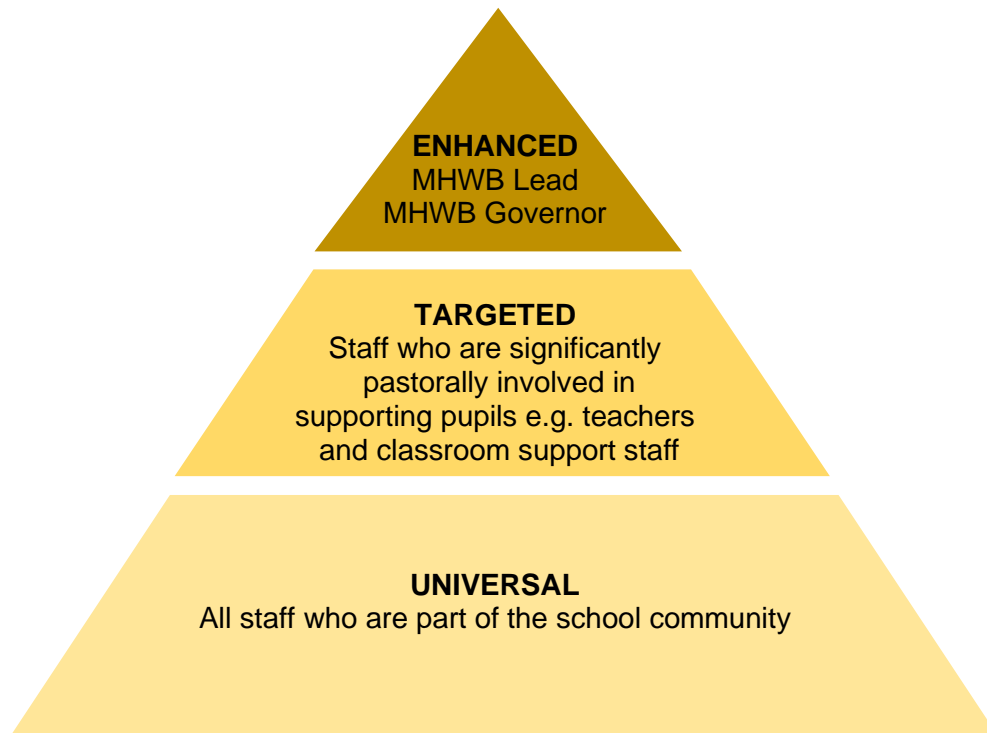 ENHANCED
MHWB Lead
MHWB Governor
TARGETED
Staff who are significantly
pastorally involved in
supporting pupils e.g. teachers
and classroom support staff
UNIVERSAL
All staff who are part of the school community